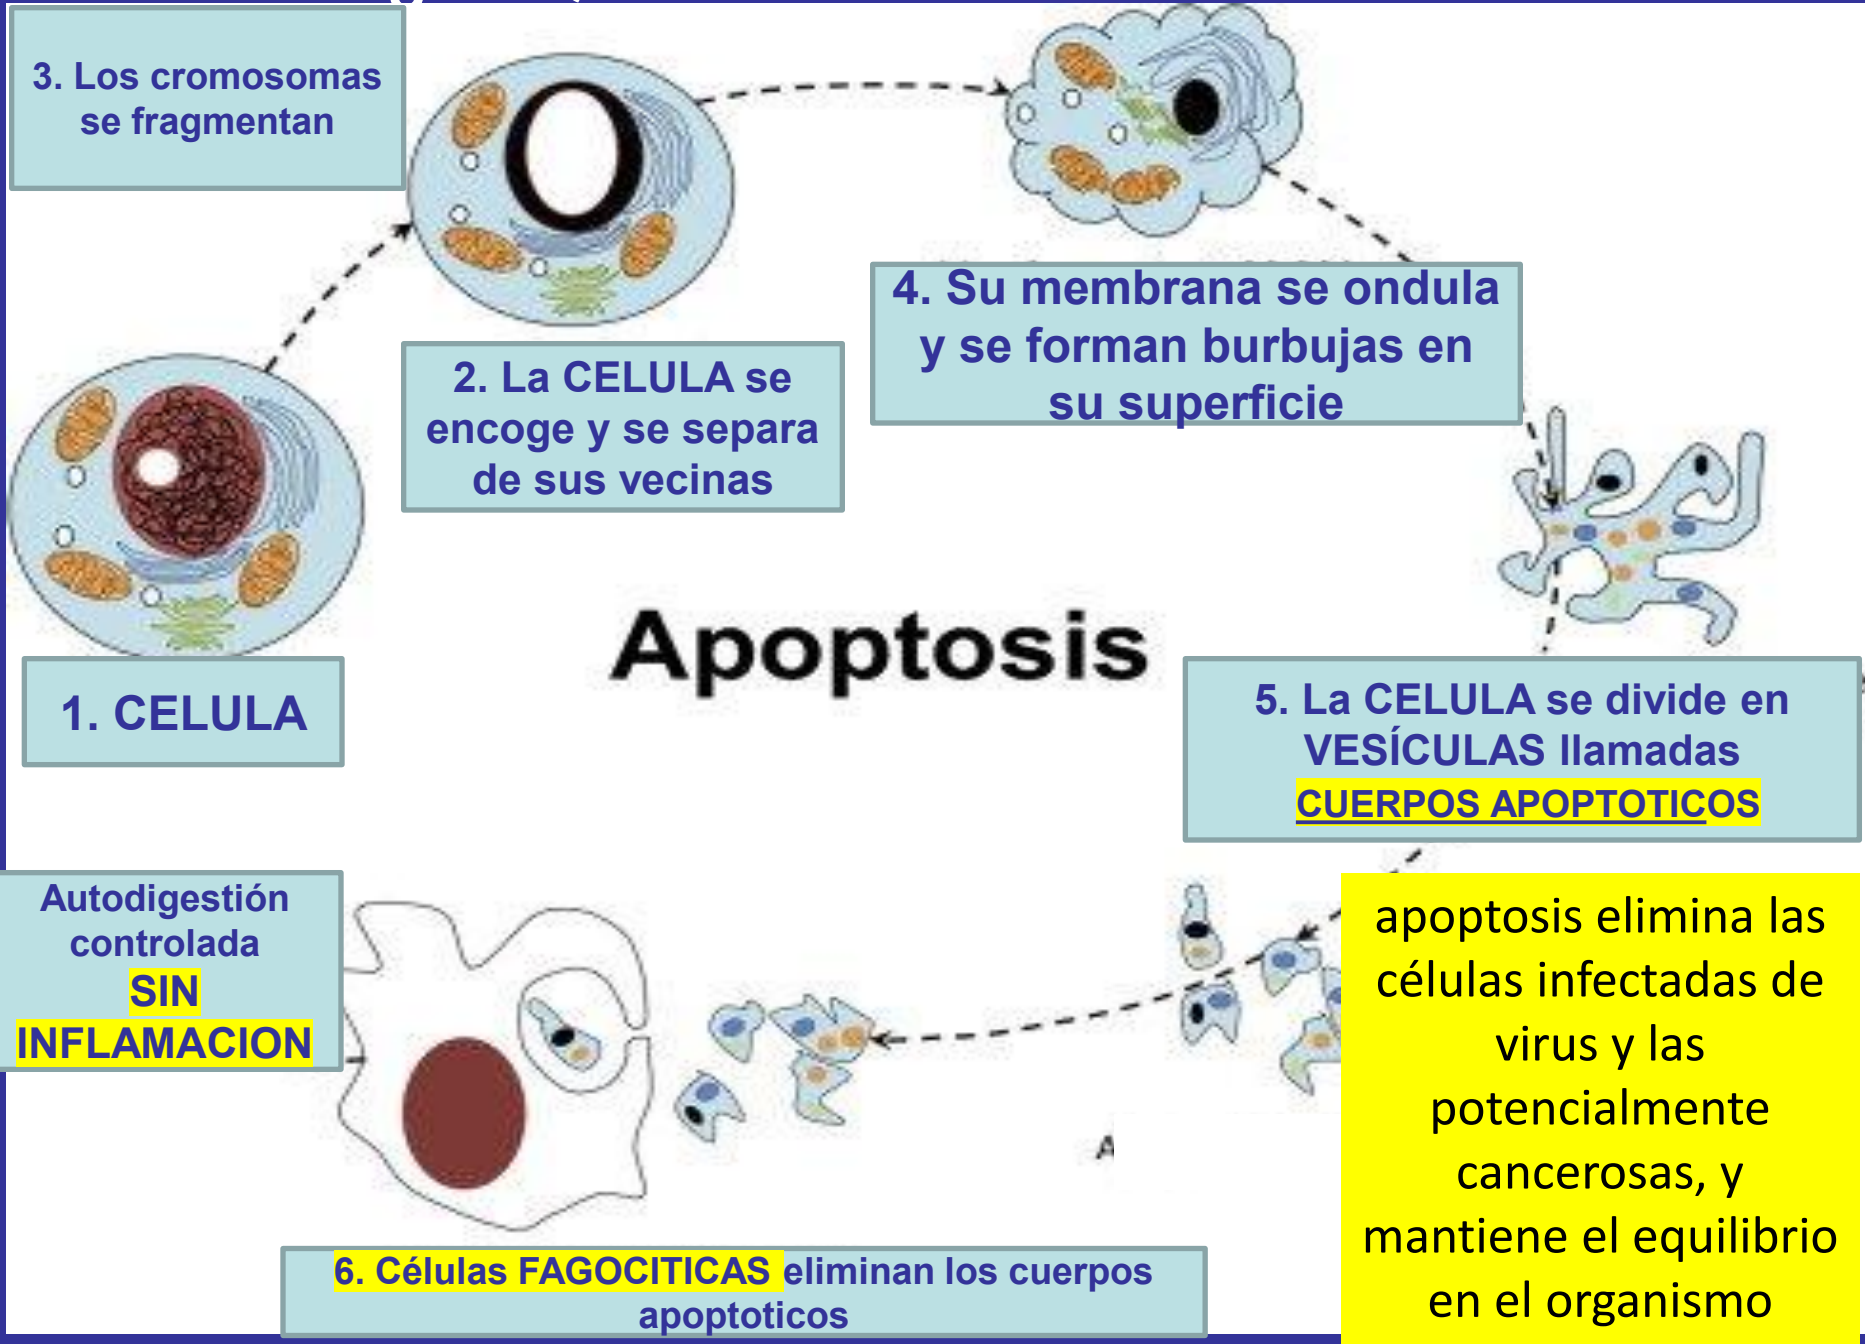 3. Los cromosomas
se fragmentan
2. La CELULA se
encoge y se separa
de sus vecinas
4. Su membrana se ondula
y se forman burbujas en
su superficie
Apoptosis
1. CELULA
5. La CELULA se divide en
VESÍCULAS llamadas
CUERPOS APOPTOTICOS
Autodigestión
controlada
SIN
INFLAMACION
apoptosis elimina las
células infectadas de
virus y las
potencialmente
cancerosas, y
mantiene el equilibrio
en el organismo
6. Células FAGOCITICAS eliminan los cuerpos
apoptoticos